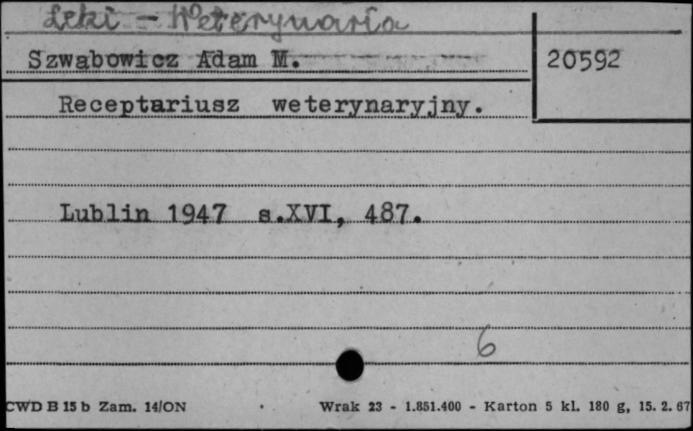 Leki - Weterynaria
Szwabowicz Adam M.
20592
Receptariusz weterynaryjny.
Lublin 1947 s.XVI, 487.
6
CWD B 15 b Zam. 14/ON
Wrak 23 - 1.851.400 - Karton 5 kl. 180 g, 15. 2. 67